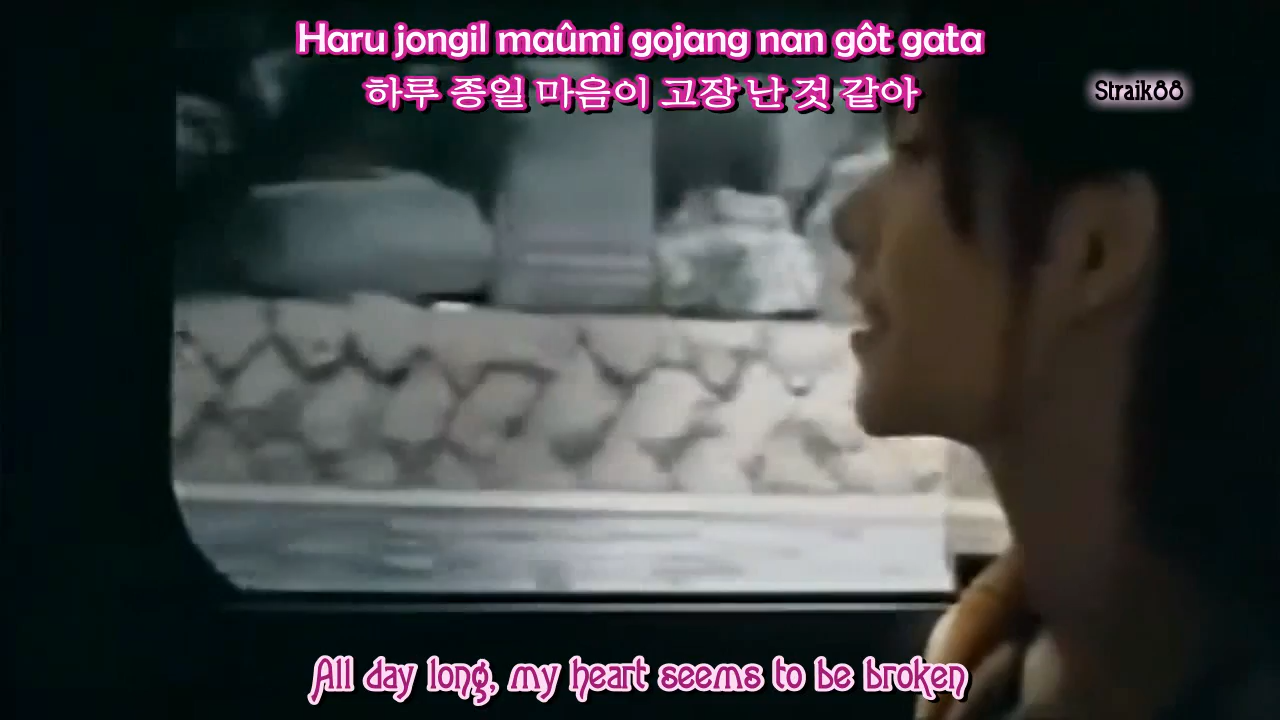 Haru jongil maûmi gojang nan gôt gata
하루 종일 마음이 고장 난 것 같아
Straik88
All day long, my heart seems to be broken